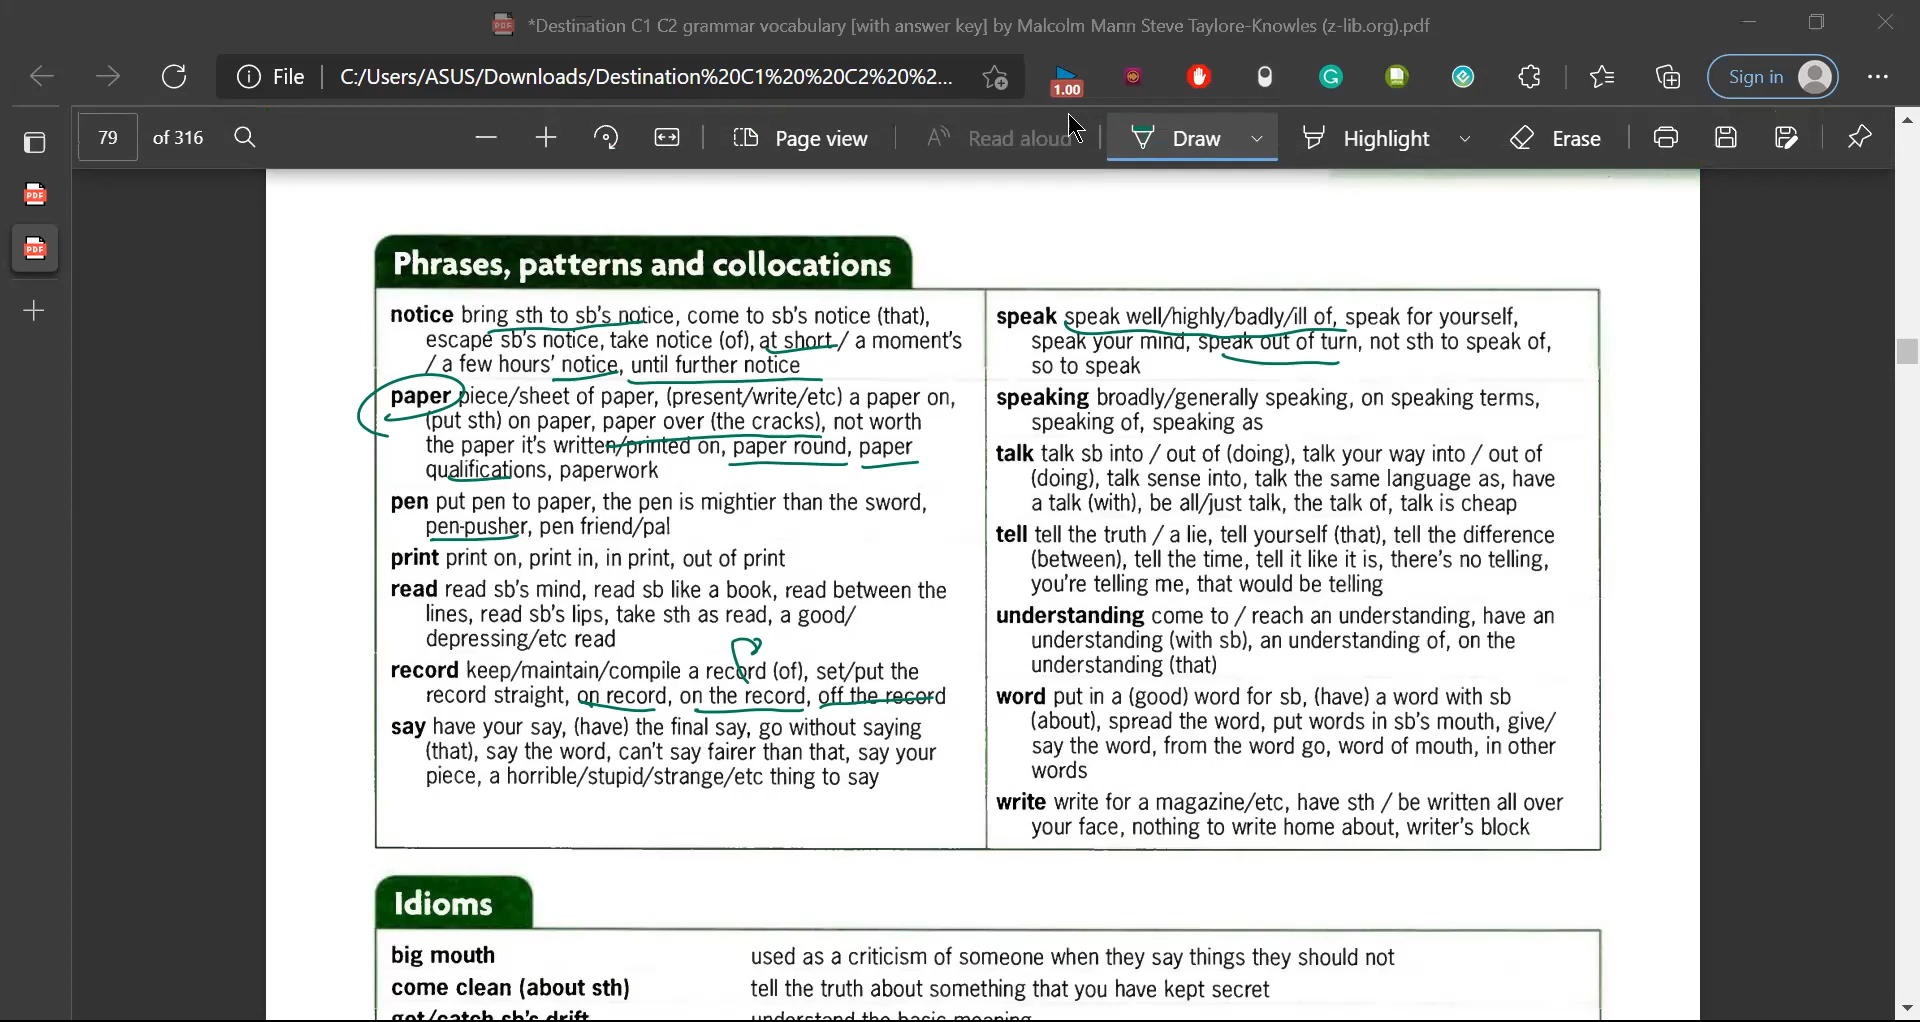 *Destination C1 C2 grammar vocabulary [with answer key] by Malcolm Mann Steve Taylore-Knowles (z-lib.org).pdf
File
C:/Users/ASUS/Downloads/Destination%20C1%20%20C2%20%2...
1.00
Sign in
79 of 316
Page view
Read aloud
Draw
Highlight
Erase
Phrases, patterns and collocations
notice bring sth to sb's notice, come to sb's notice (that),
escape sb's notice, take notice (of), at short / a moment's
/ a few hours' notice, until further notice
paper piece/sheet of paper, (present/write/etc) a paper on,
(put sth) on paper, paper over (the cracks), not worth
the paper it's written/printed on, paper round, paper
qualifications, paperwork
pen put pen to paper, the pen is mightier than the sword,
pen-pusher, pen friend/pal
print print on, print in, in print, out of print
read read sb's mind, read sb like a book, read between the
lines, read sb's lips, take sth as read, a good/
depressing/etc read
record keep/maintain/compile a record (of), set/put the
record straight, on record, on the record, off the record
say have your say, (have) the final say, go without saying
(that), say the word, can't say fairer than that, say your
piece, a horrible/stupid/strange/etc thing to say
speak speak well/highly/badly/ill of, speak for yourself,
speak your mind, speak out of turn, not sth to speak of,
so to speak
speaking broadly/generally speaking, on speaking terms,
speaking of, speaking as
talk talk sb into / out of (doing), talk your way into / out of
(doing), talk sense into, talk the same language as, have
a talk (with), be all/just talk, the talk of, talk is cheap
tell tell the truth / a lie, tell yourself (that), tell the difference
(between), tell the time, tell it like it is, there's no telling,
you're telling me, that would be telling
understanding come to / reach an understanding, have an
understanding (with sb), an understanding of, on the
understanding (that)
word put in a (good) word for sb, (have) a word with sb
(about), spread the word, put words in sb's mouth, give/
say the word, from the word go, word of mouth, in other
words
write write for a magazine/etc, have sth / be written all over
your face, nothing to write home about, writer's block
Idioms
big mouth used as a criticism of someone when they say things they should not
come clean (about sth) tell the truth about something that you have kept secret
get/catch sb's drift understand the basic meaning